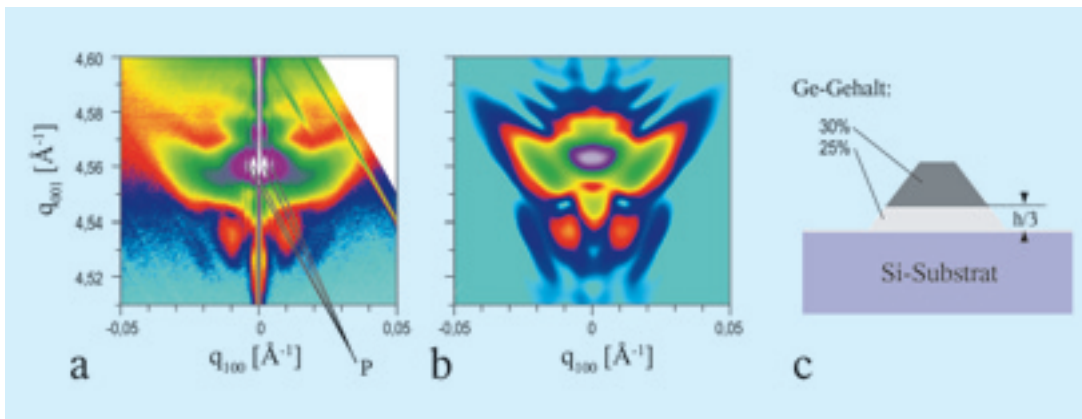 4,60
4,58
4,56
4,54
4,52
q001 [Å-1]
-0,05
0
0,05
q100 [Å-1]
a
P
-0,05
0
0,05
q100 [Å-1]
b
Ge-Gehalt:
30%
25%
h/3
Si-Substrat
c